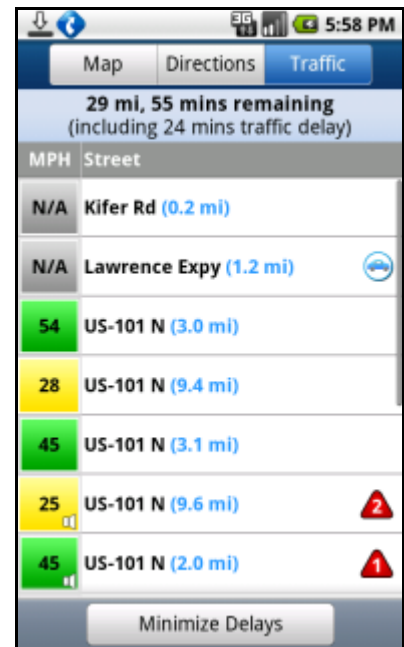 3G 5:58 PM
Map Directions Traffic
29 mi, 55 mins remaining
(including 24 mins traffic delay)
MPH Street
N/A Kifer Rd (0.2 mi)
N/A Lawrence Expy (1.2 mi)
54 US-101 N (3.0 mi)
28 US-101 N (9.4 mi)
45 US-101 N (3.1 mi)
25 US-101 N (9.6 mi) 2
45 US-101 N (2.0 mi) 1
Minimize Delays